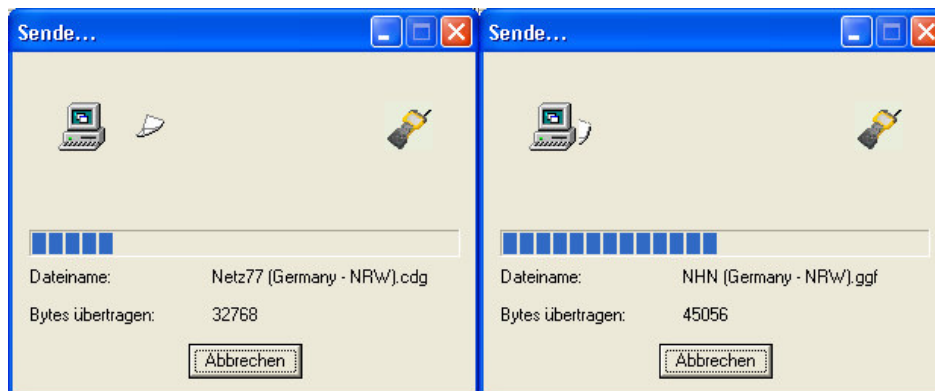 Sende...
Dateiname: Netz77 (Germany - NRW).cdg
Bytes übertragen: 32768
Abbrechen
Sende...
Dateiname: NHN (Germany - NRW).ggf
Bytes übertragen: 45056
Abbrechen